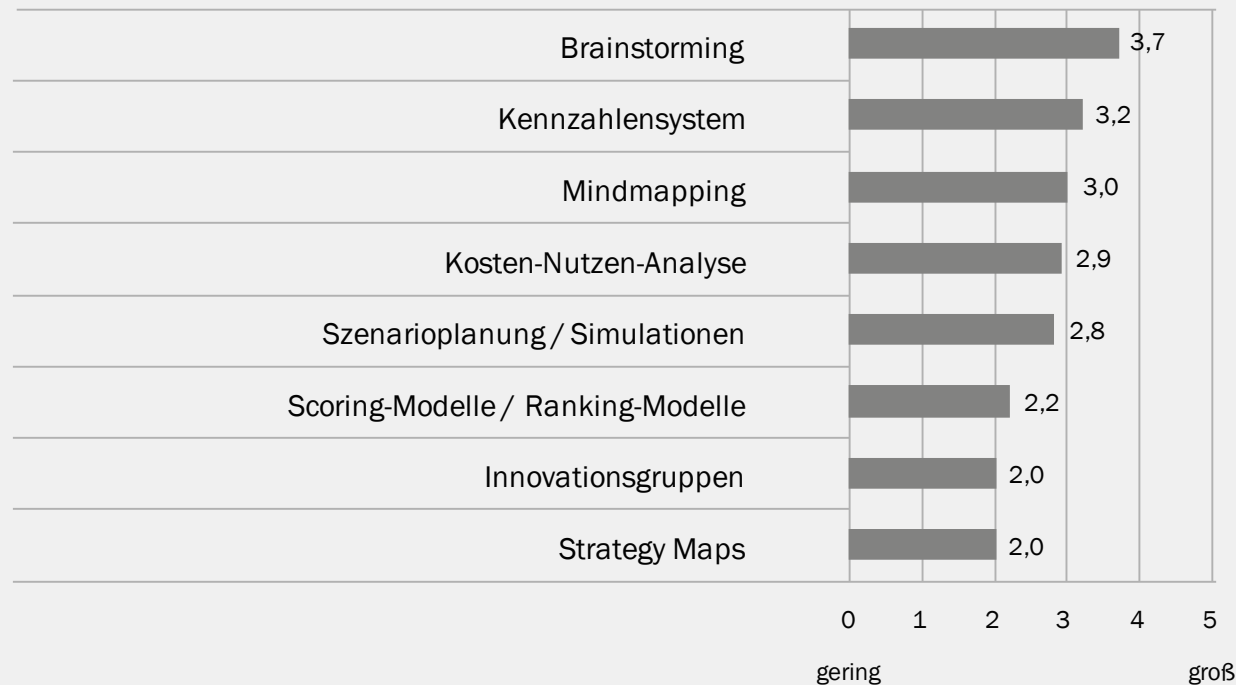 Brainstorming 3,7
Kennzahlensystem 3,2
Mindmapping 3,0
Kosten-Nutzen-Analyse 2,9
Szenarioplanung / Simulationen 2,8
Scoring-Modelle / Ranking-Modelle 2,2
Innovationsgruppen 2,0
Strategy Maps 2,0
0 1 2 3 4 5
gering groß